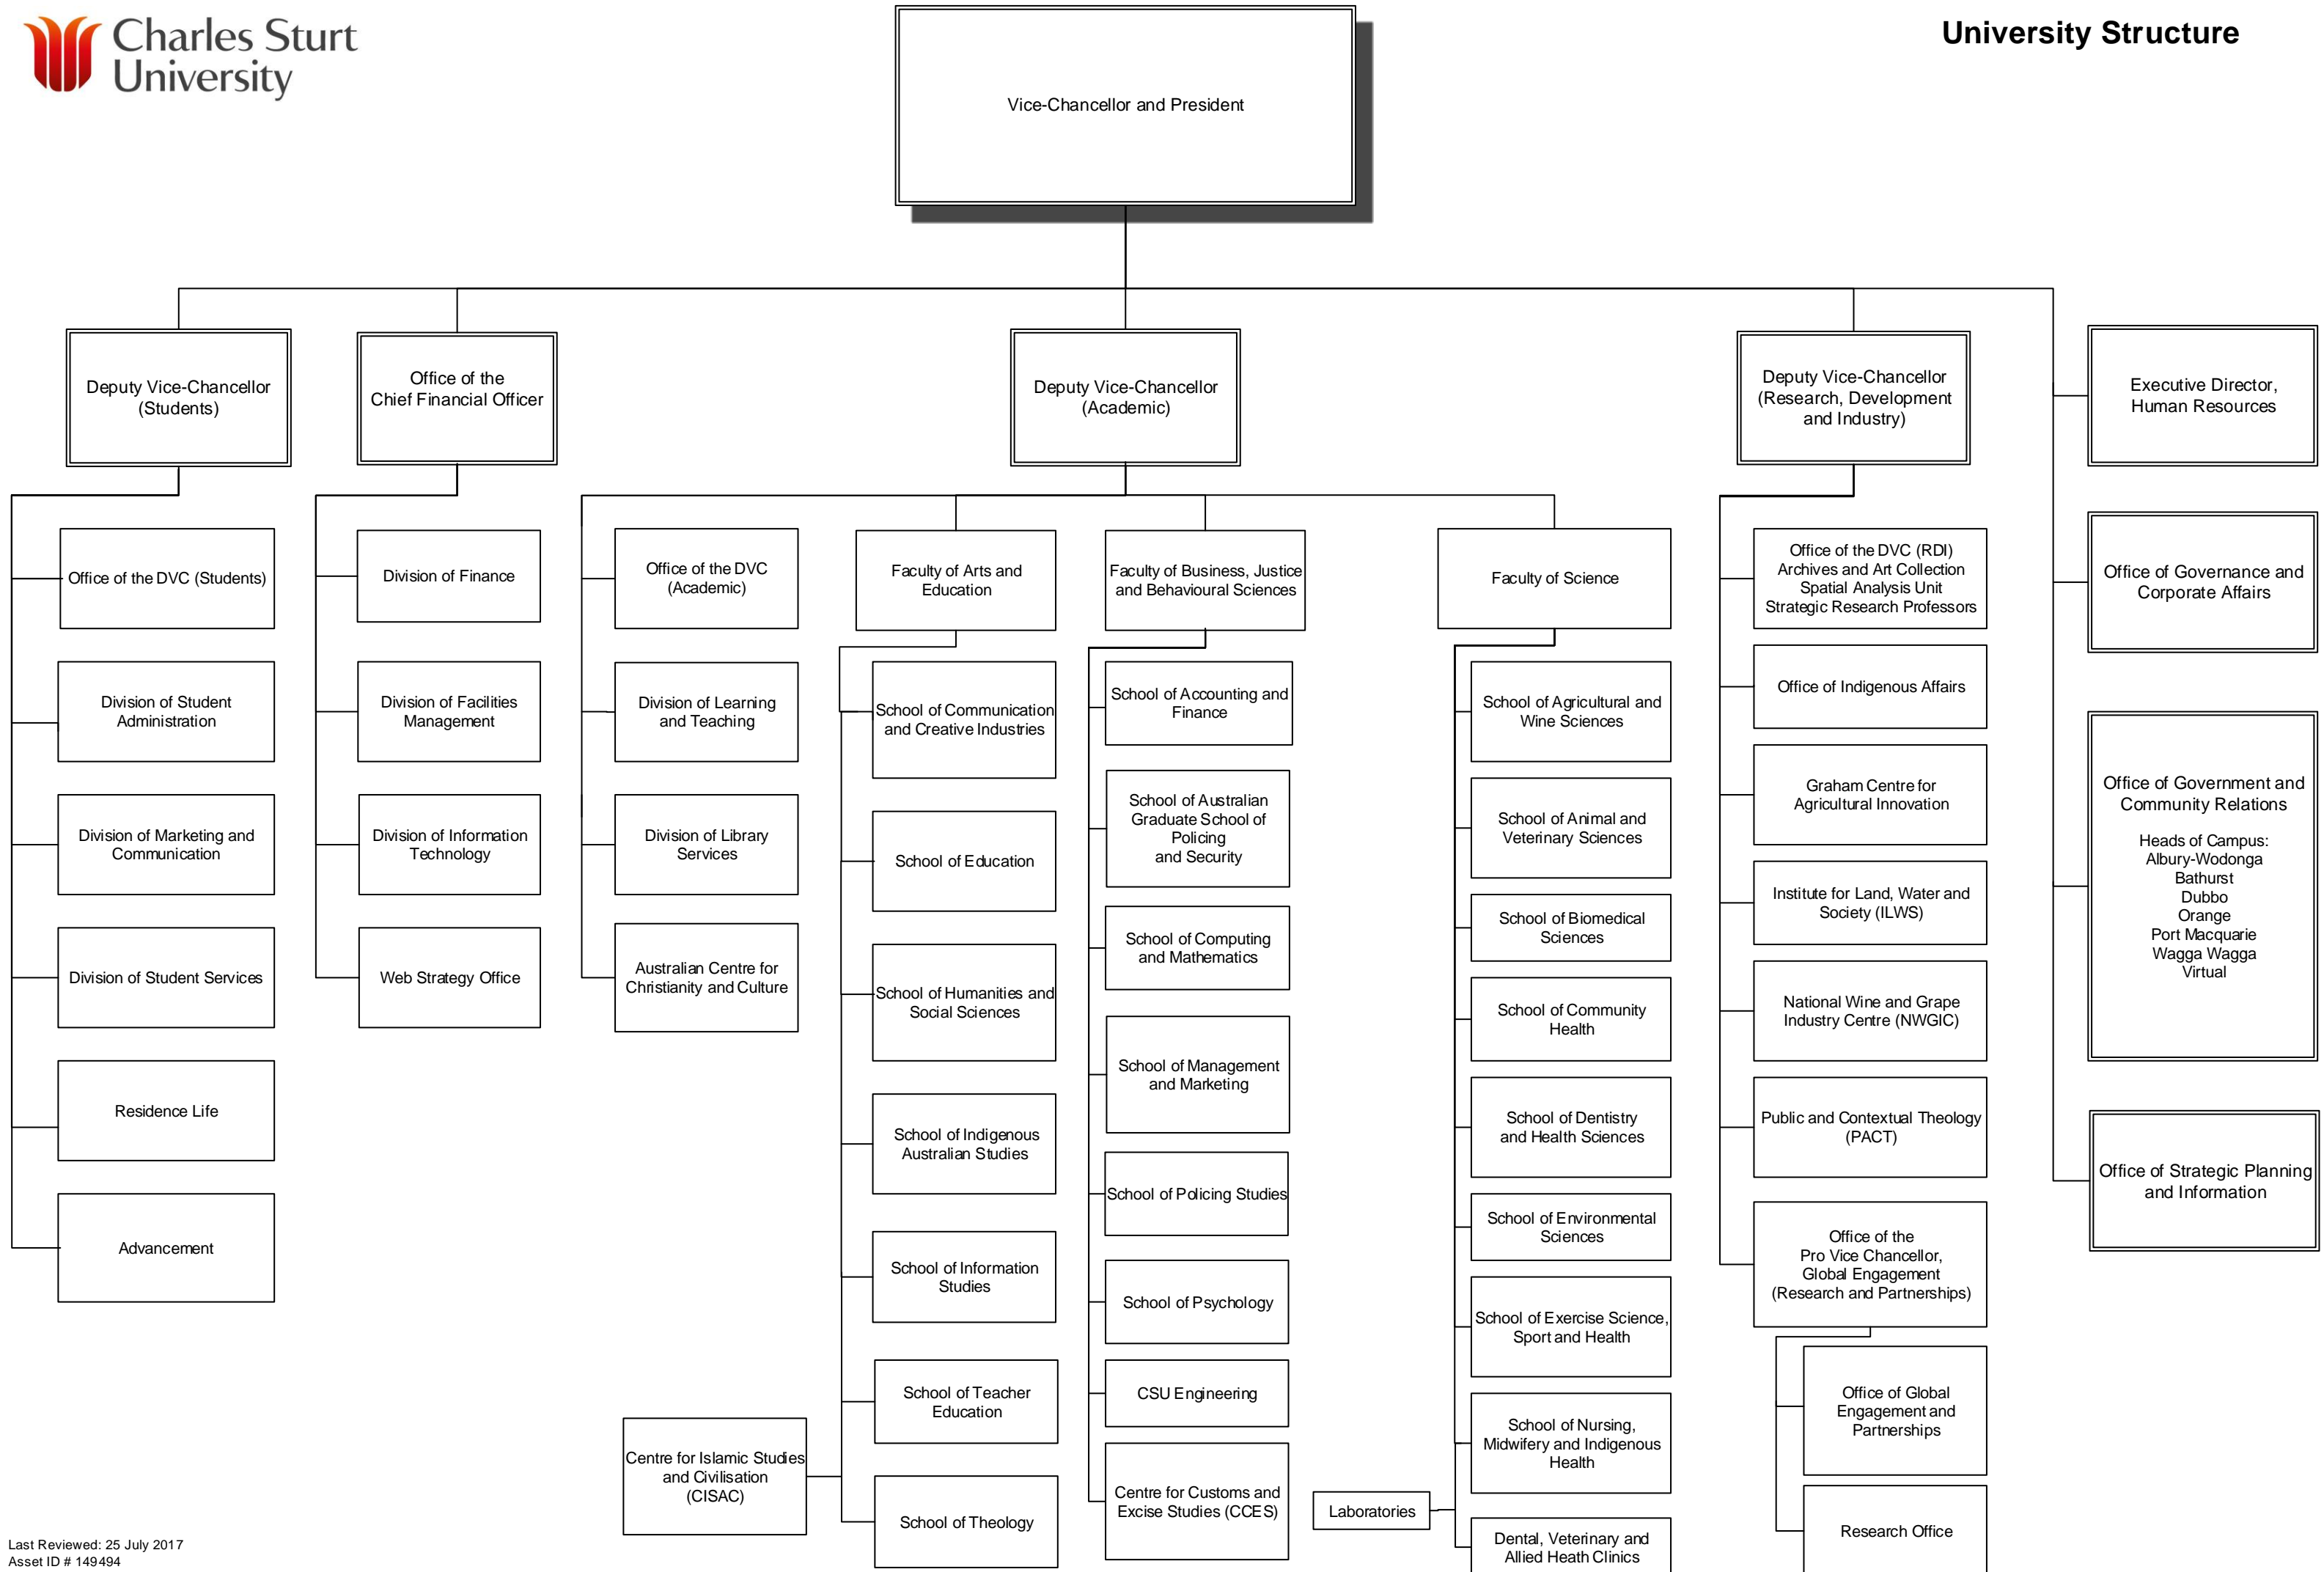 Charles Sturt
University
University Structure
Vice-Chancellor and President
Deputy Vice-Chancellor
(Students)
Office of the
Chief Financial Officer
Deputy Vice-Chancellor
(Academic)
Deputy Vice-Chancellor
(Research, Development
and Industry)
Executive Director,
Human Resources
Office of the DVC (Students)
Division of Student
Administration
Division of Marketing and
Communication
Division of Student Services
Residence Life
Advancement
Division of Finance
Division of Facilities
Management
Division of Information
Technology
Web Strategy Office
Office of the DVC
(Academic)
Division of Learning
and Teaching
Division of Library
Services
Australian Centre for
Christianity and Culture
Faculty of Arts and
Education
School of Communication
and Creative Industries
School of Education
School of Humanities and
Social Sciences
School of Indigenous
Australian Studies
School of Information
Studies
School of Teacher
Education
Centre for Islamic Studies
and Civilisation
(CISAC)
School of Theology
Faculty of Business, Justice
and Behavioural Sciences
School of Accounting and
Finance
School of Australian
Graduate School of
Policing
and Security
School of Computing
and Mathematics
School of Management
and Marketing
School of Policing Studies
School of Psychology
CSU Engineering
Centre for Customs and
Excise Studies (CCES)
Faculty of Science
School of Agricultural and
Wine Sciences
School of Animal and
Veterinary Sciences
School of Biomedical
Sciences
School of Community
Health
School of Dentistry
and Health Sciences
School of Environmental
Sciences
School of Exercise Science,
Sport and Health
School of Nursing,
Midwifery and Indigenous
Health
Laboratories
Dental, Veterinary and
Allied Heath Clinics
Office of the DVC (RDI)
Archives and Art Collection
Spatial Analysis Unit
Strategic Research Professors
Office of Indigenous Affairs
Graham Centre for
Agricultural Innovation
Institute for Land, Water and
Society (ILWS)
National Wine and Grape
Industry Centre (NWGIC)
Public and Contextual Theology
(PACT)
Office of the
Pro Vice Chancellor,
Global Engagement
(Research and Partnerships)
Office of Global
Engagement and
Partnerships
Research Office
Office of Governance and
Corporate Affairs
Office of Government and
Community Relations
Heads of Campus:
Albury-Wodonga
Bathurst
Dubbo
Orange
Port Macquarie
Wagga Wagga
Virtual
Office of Strategic Planning
and Information
Last Reviewed: 25 July 2017
Asset ID # 149494